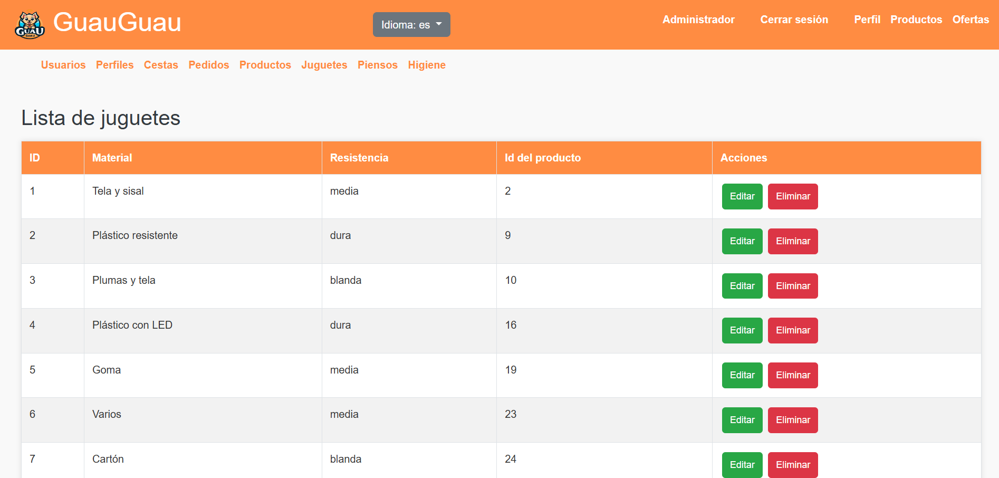 GUAU
GUAU
GuauGuau
Idioma: es
Administrador Cerrar sesión Perfil Productos Ofertas
Usuarios Perfiles Cestas Pedidos Productos Juguetes Piensos Higiene
Lista de juguetes
ID Material Resistencia Id del producto Acciones
1 Tela y sisal media 2 Editar Eliminar
2 Plástico resistente dura 9 Editar Eliminar
3 Plumas y tela blanda 10 Editar Eliminar
4 Plástico con LED dura 16 Editar Eliminar
5 Goma media 19 Editar Eliminar
6 Varios media 23 Editar Eliminar
7 Cartón blanda 24 Editar Eliminar